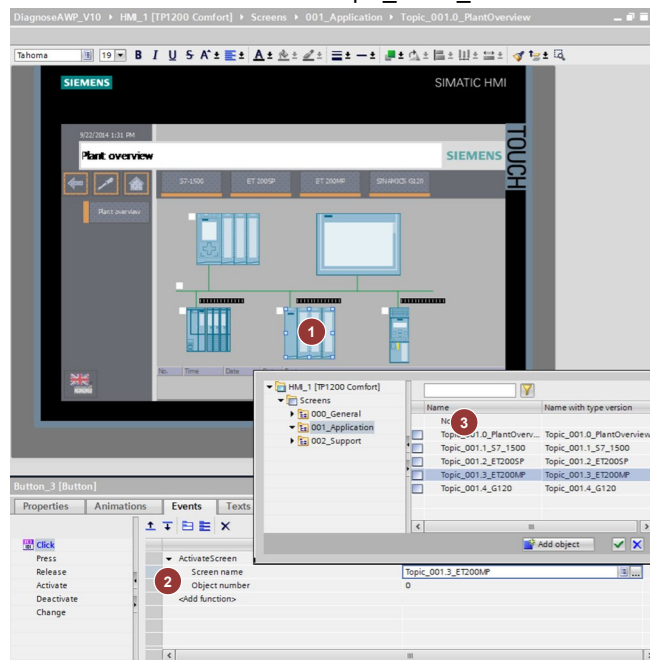 DiagnoseAWP_V10 ▸ HMI_1 [TP1200 Comfort] ▸ Screens ▸ 001_Application ▸ Topic_001.0_PlantOverview
Tahoma 19 B I U S A
SIEMENS SIMATIC HMI
TOUCH
9/22/2014 1:31 PM
Plant overview SIEMENS
S7-1500 ET 200SP ET 200MP SINAMICS G120
Plant overview
1
No. Time Date
HMI_1 [TP1200 Comfort]
Screens
000_General
001_Application
002_Support
Name Name with type version
3
Topic_001.0_PlantOverv... Topic_001.0_PlantOverview
Topic_001.1_S7_1500 Topic_001.1_S7_1500
Topic_001.2_ET200SP Topic_001.2_ET200SP
Topic_001.3_ET200MP Topic_001.3_ET200MP
Topic_001.4_G120 Topic_001.4_G120
Add object
Button_3 [Button]
Properties Animations Events Texts
Click
Press
Release
Activate
Deactivate
Change
ActivateScreen
Screen name Topic_001.3_ET200MP
2
Object number 0
<Add function>